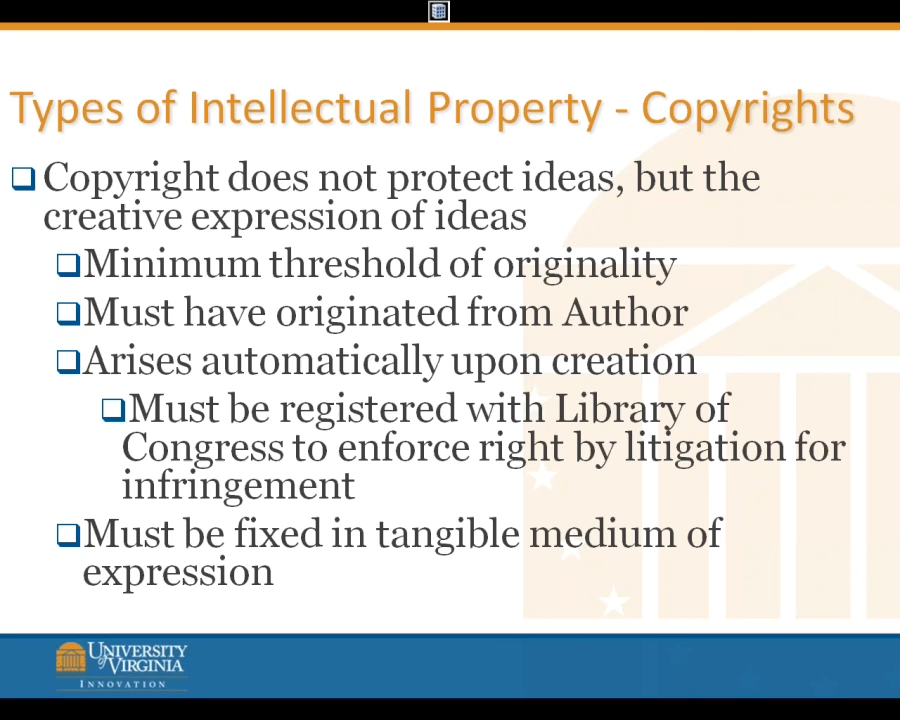 Types of Intellectual Property - Copyrights
Copyright does not protect ideas, but the
creative expression of ideas
Minimum threshold of originality
Must have originated from Author
Arises automatically upon creation
Must be registered with Library of
Congress to enforce right by litigation for
infringement
Must be fixed in tangible medium of
expression
UNIVERSITY
of VIRGINIA
INNOVATION